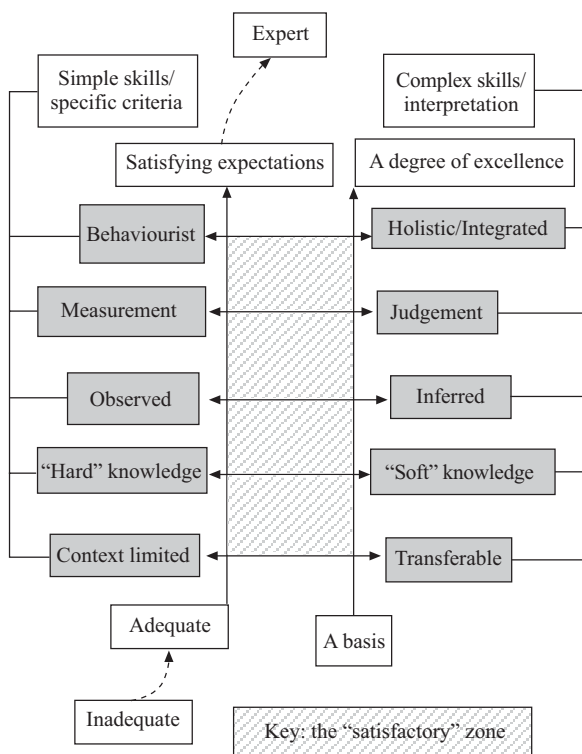 Expert
Simple skills/
specific criteria
Complex skills/
interpretation
Satisfying expectations
A degree of excellence
Behaviourist
Holistic/Integrated
Measurement
Judgement
Observed
Inferred
“Hard” knowledge
“Soft” knowledge
Context limited
Transferable
Adequate
A basis
Inadequate
Key: the “satisfactory” zone